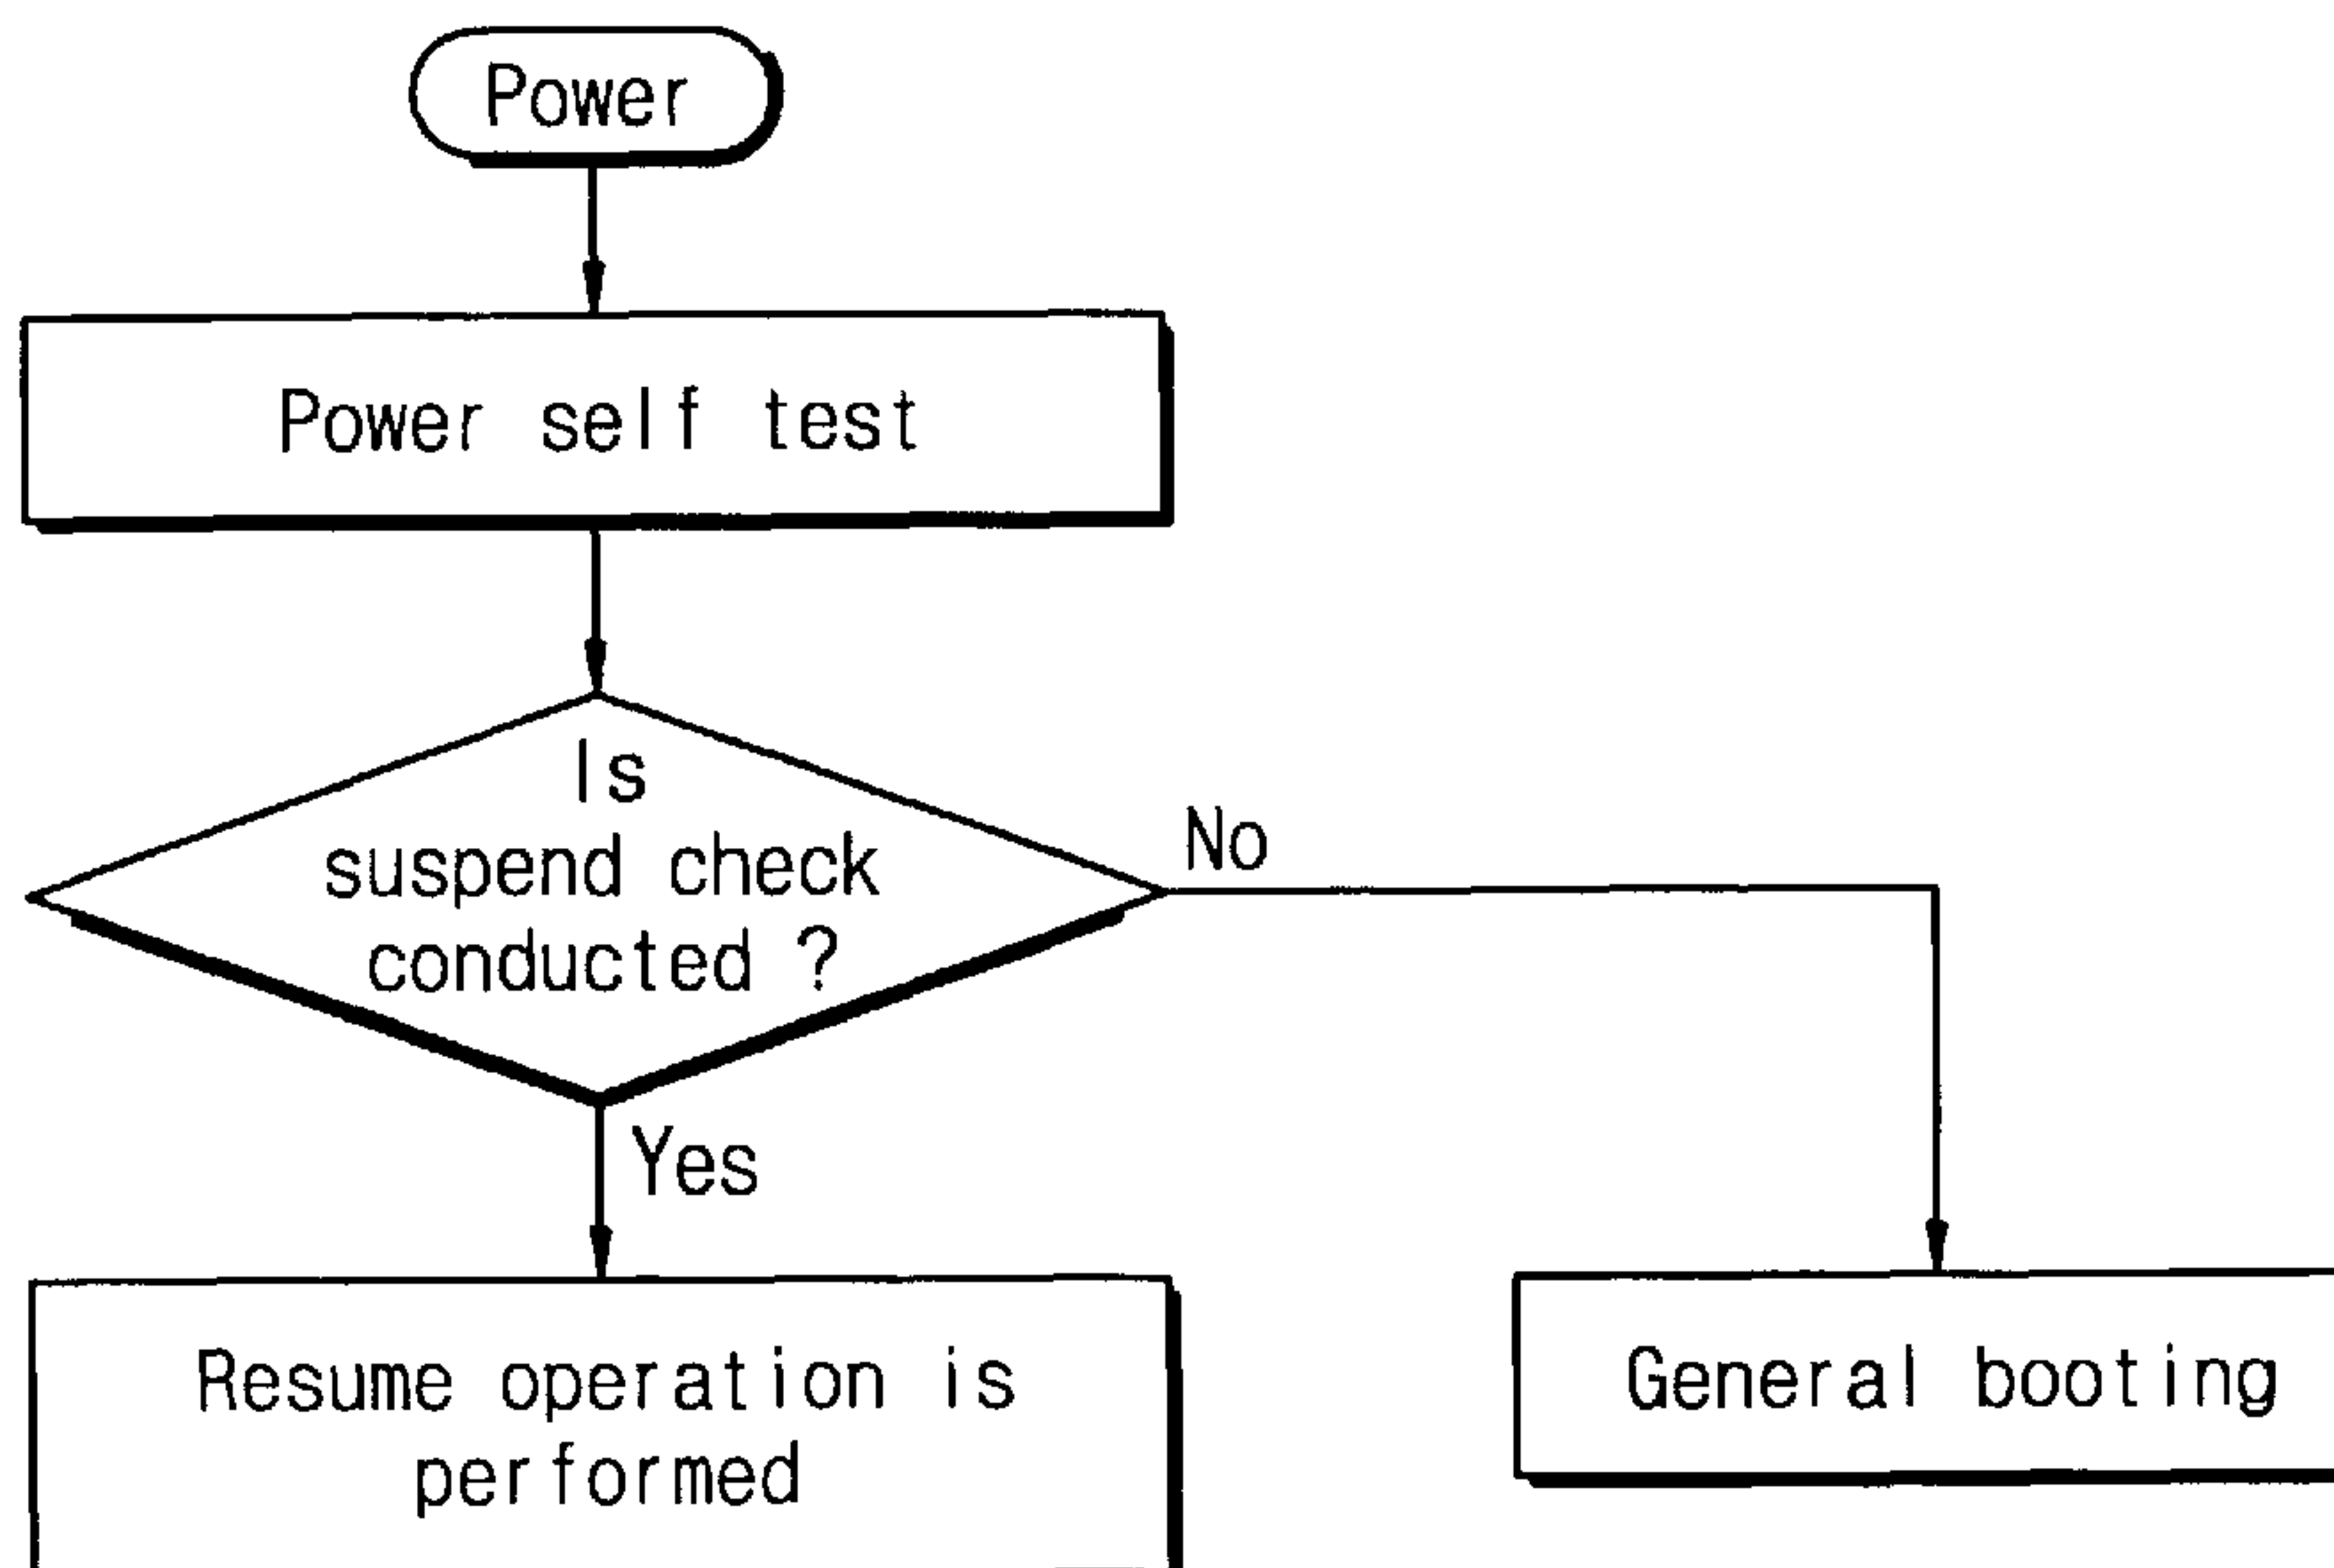 Power
Power self test
Is
suspend check
conducted ?
No
Yes
Resume operation is
performed
General booting